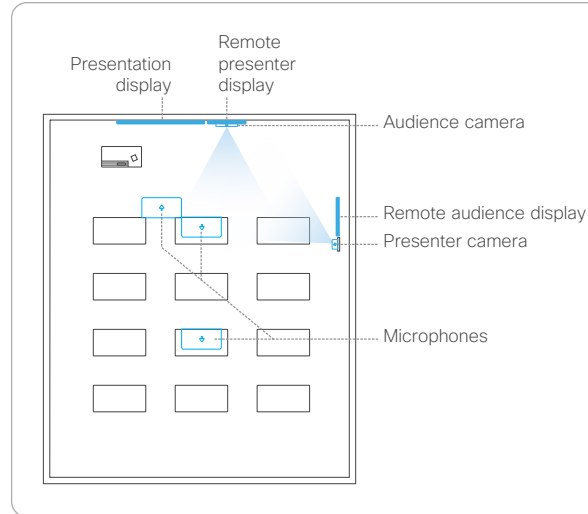 Presentation
display
Remote
presenter
display
Audience camera
Remote audience display
Presenter camera
Microphones